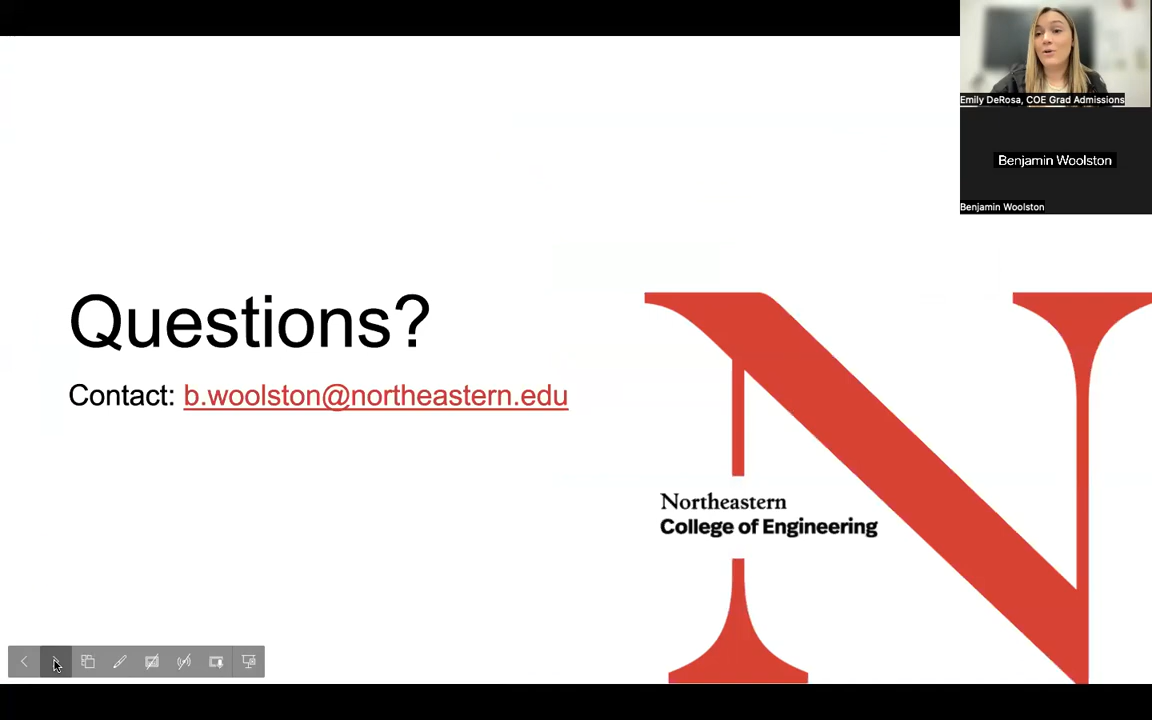 Emily DeRosa, COE Grad Admissions
Benjamin Woolston
Benjamin Woolston
Questions?
Contact: b.woolston@northeastern.edu
Northeastern
College of Engineering